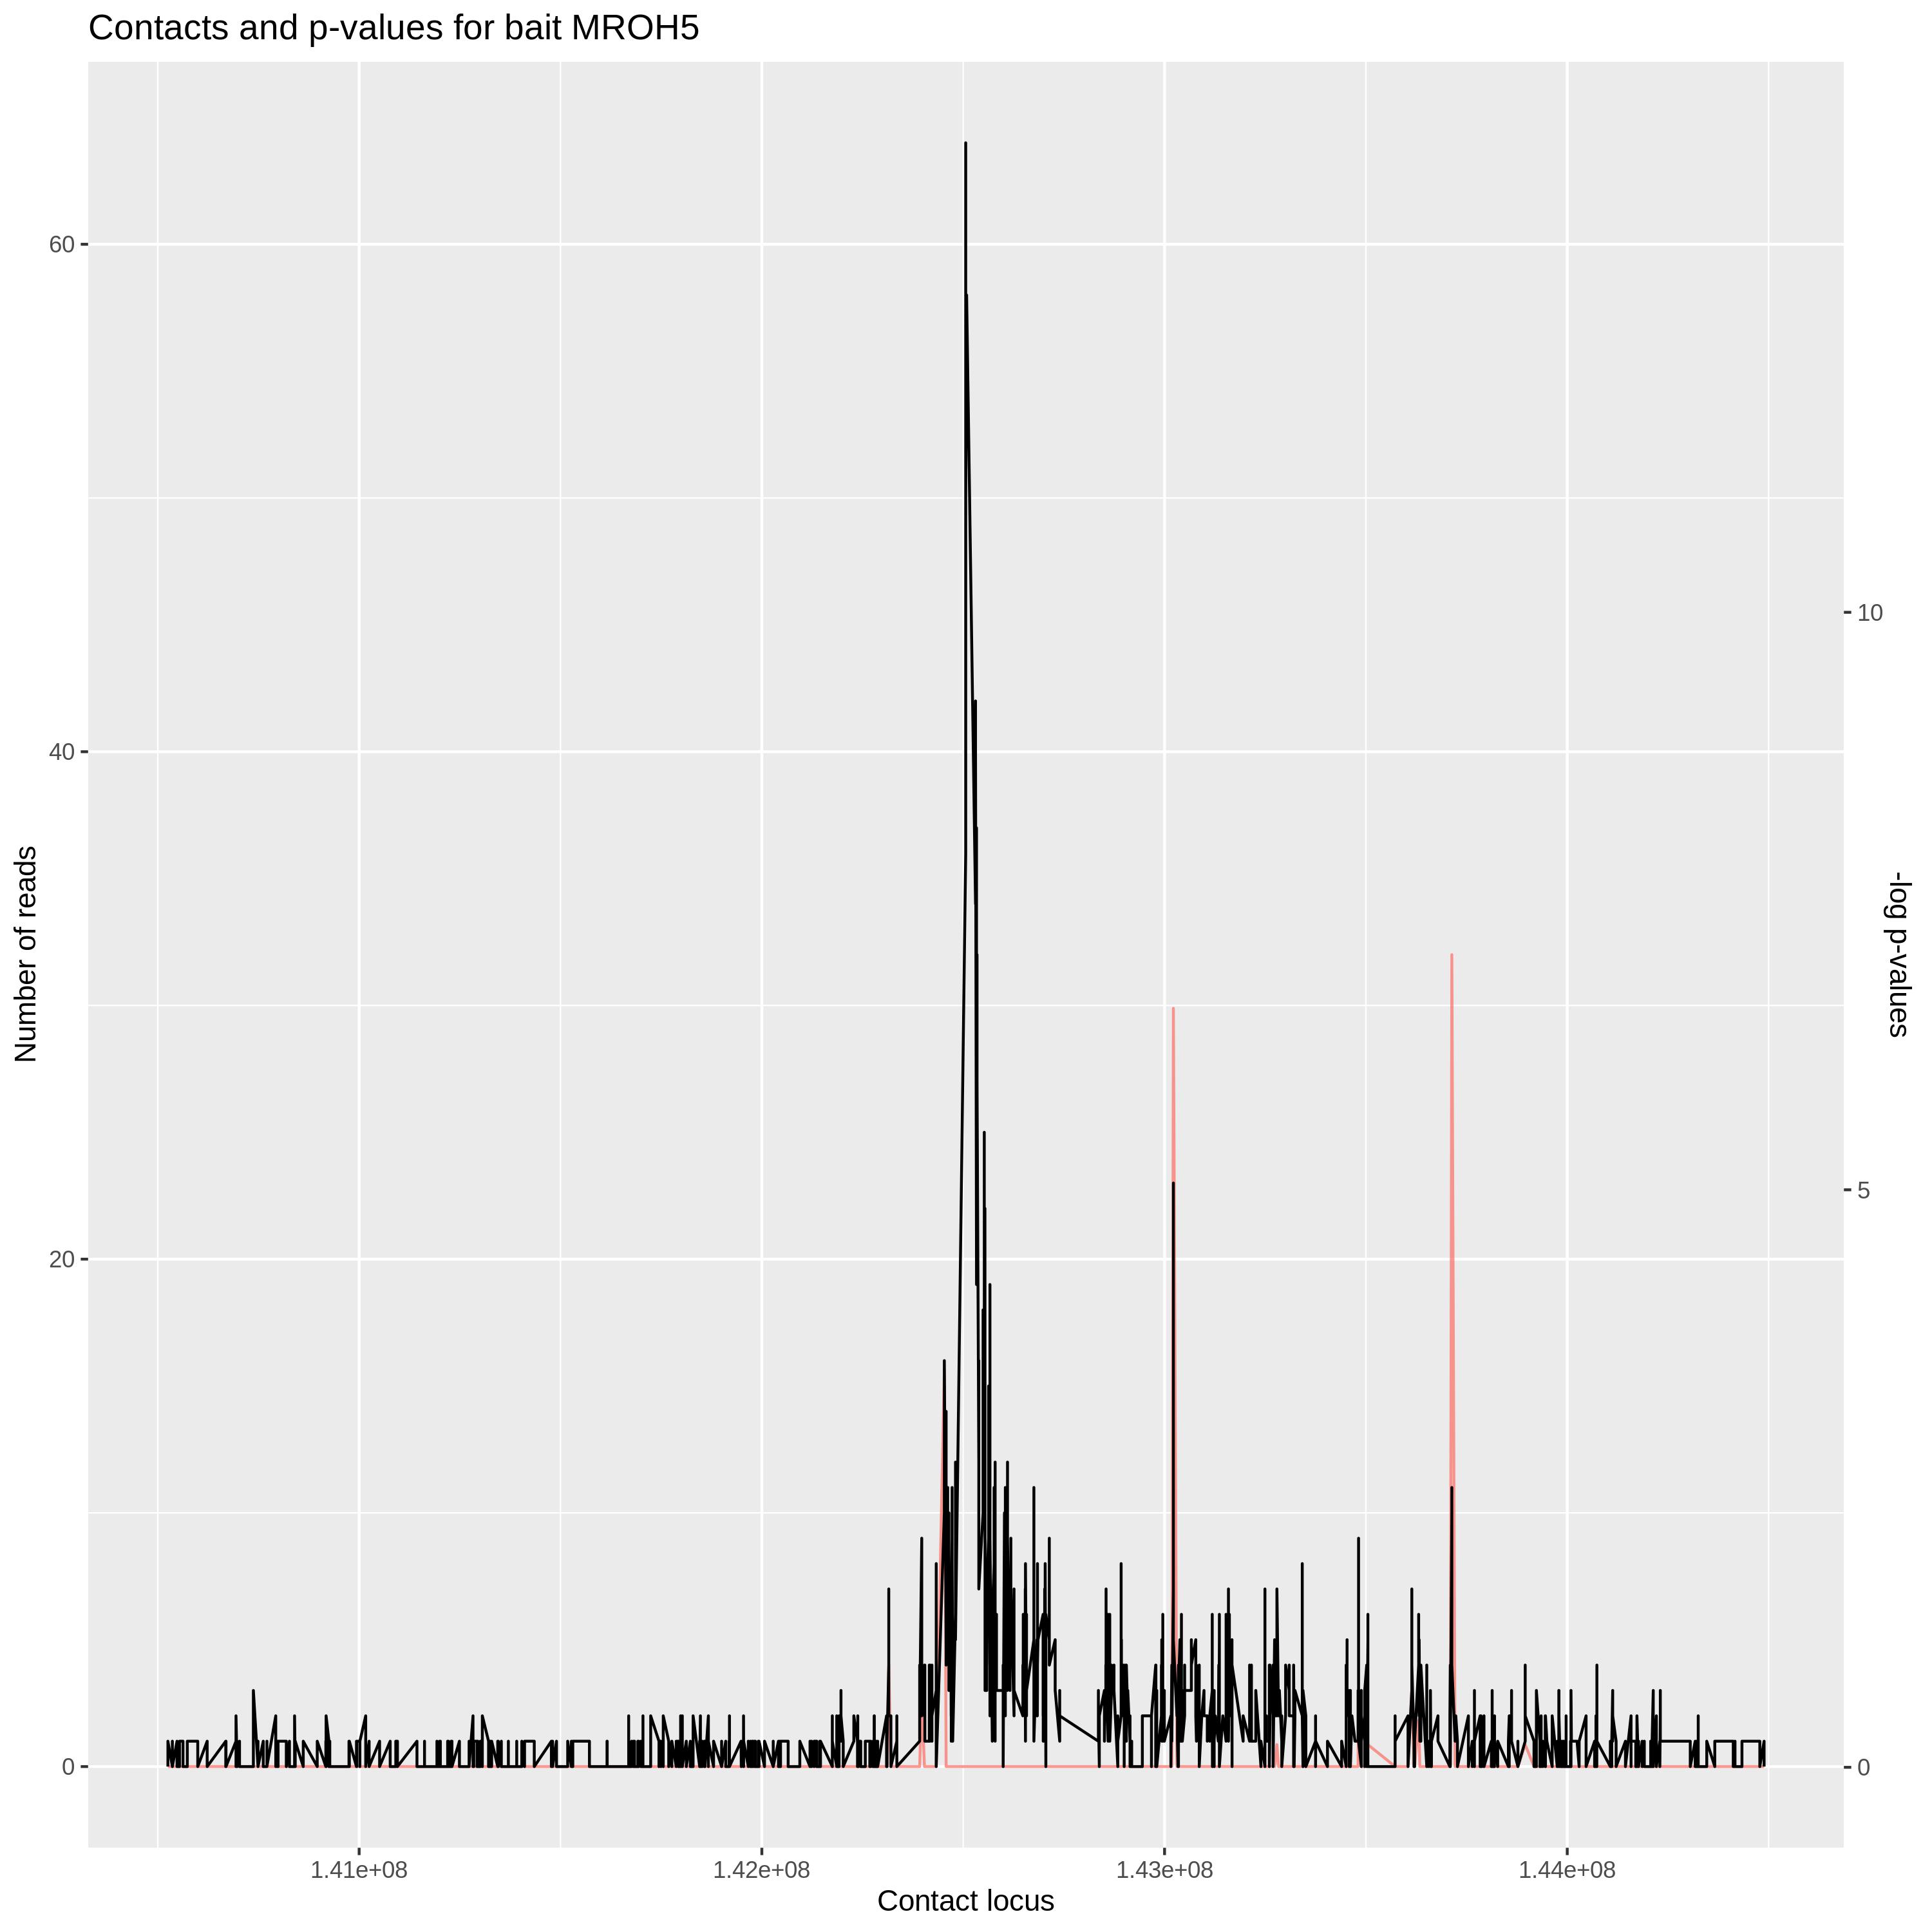 Contacts and p-values for bait MROH5
60
40
20
0
Number of reads
10
5
0
-log p-values
1.41e+08
1.42e+08
1.43e+08
1.44e+08
Contact locus